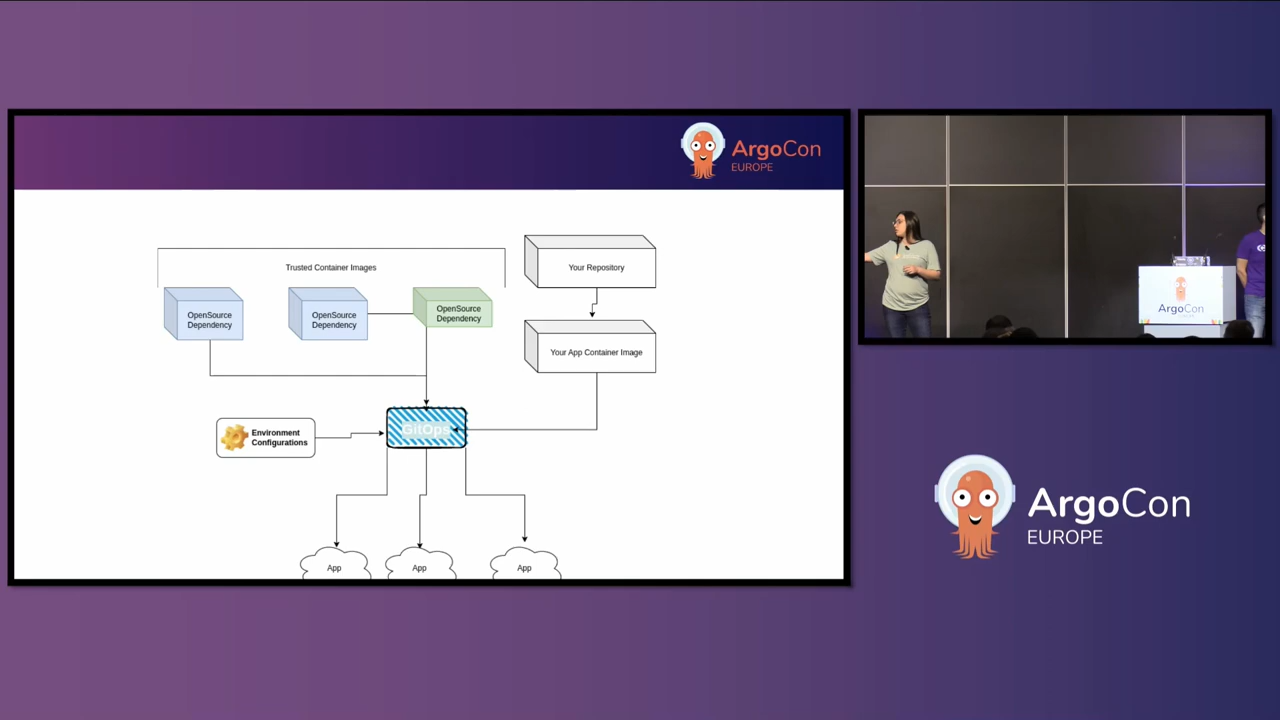 ArgoCon
EUROPE
Trusted Container Images
Your Repository
OpenSource
Dependency
OpenSource
Dependency
OpenSource
Dependency
Your App Container Image
Environment
Configurations
GitOps
App
App
App
ArgoCon
ArgoCon
EUROPE